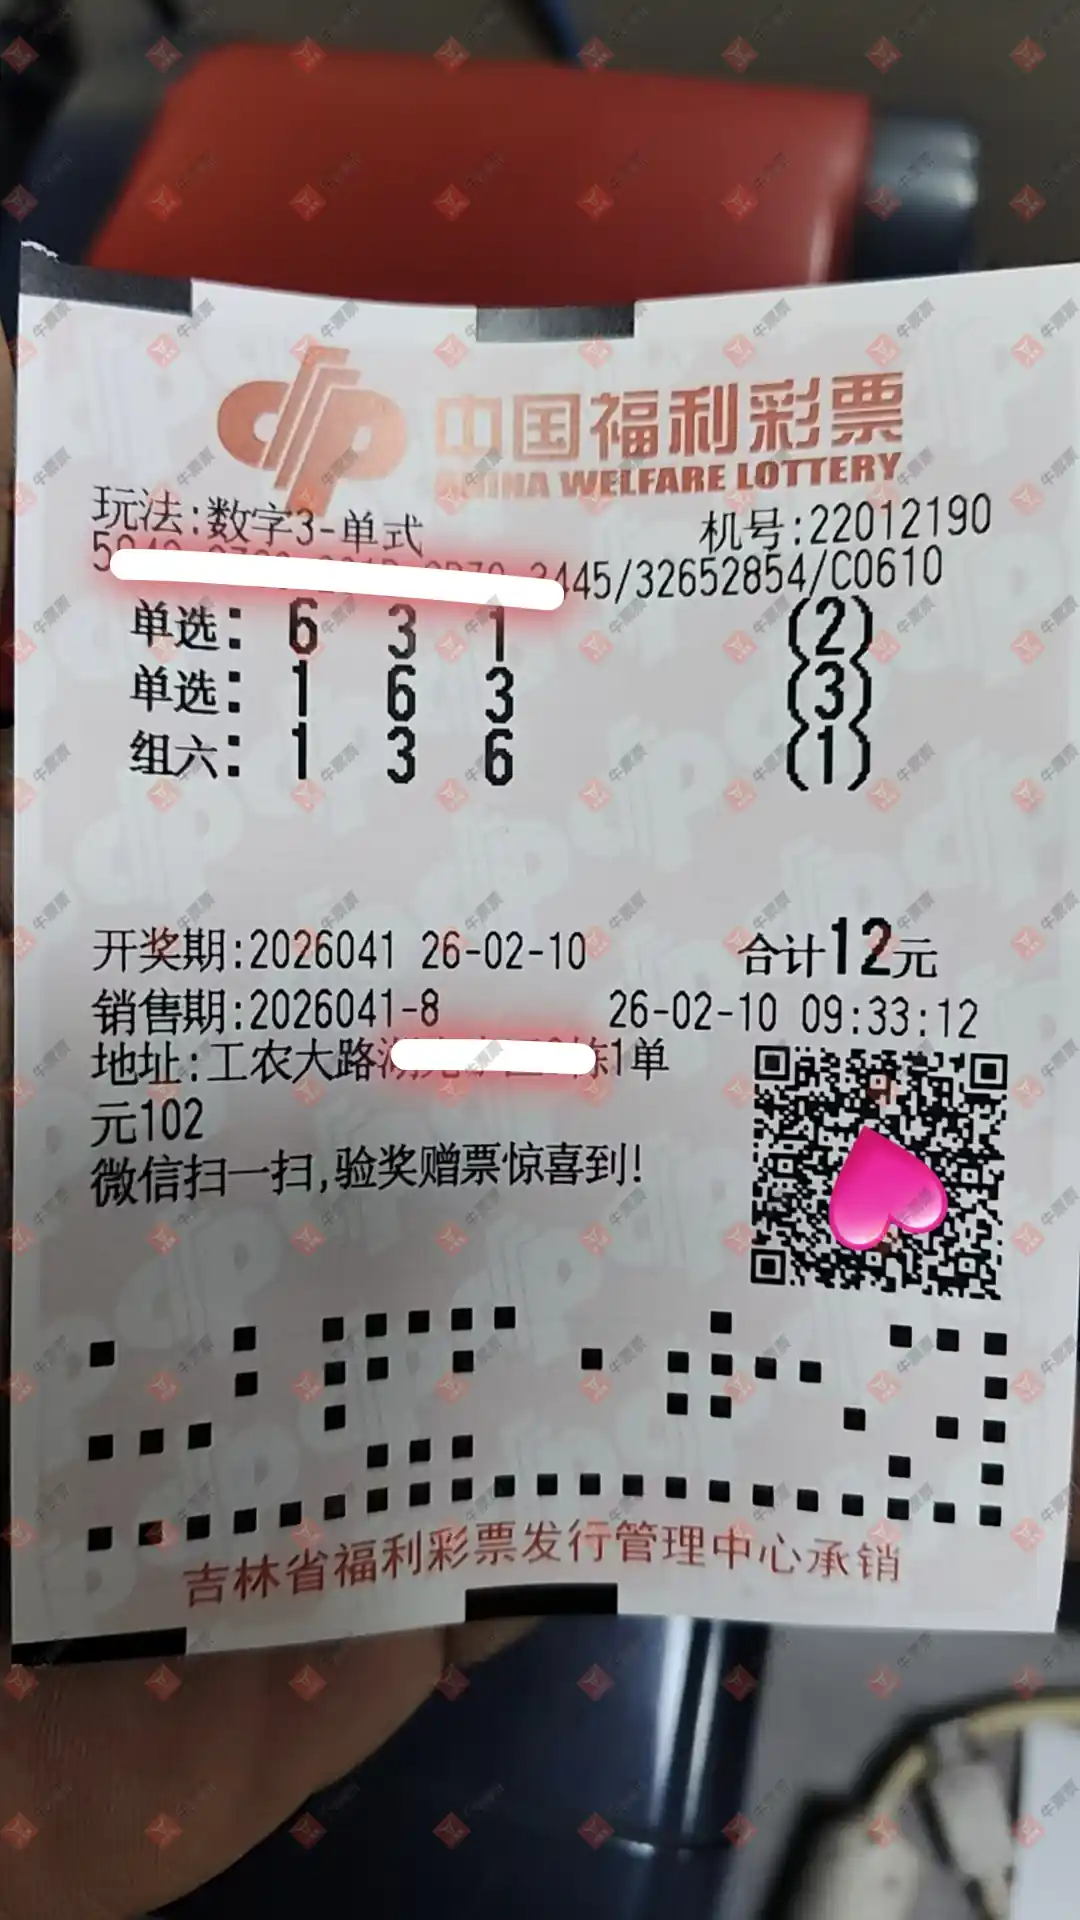 中国福利彩票
CHINA WELFARE LOTTERY
玩法:数字3-单式 机号:22012190
445/32652854/C0610
单选: 6 3 1 (2)
单选: 1 6 3 (3)
组六: 1 3 6 (1)
开奖期:2026041 26-02-10 合计12元
销售期:2026041-8 26-02-10 09:33:12
地址:工农大路 1单
元102
微信扫一扫,验奖赠票惊喜到!
吉林省福利彩票发行管理中心承销
牛票票